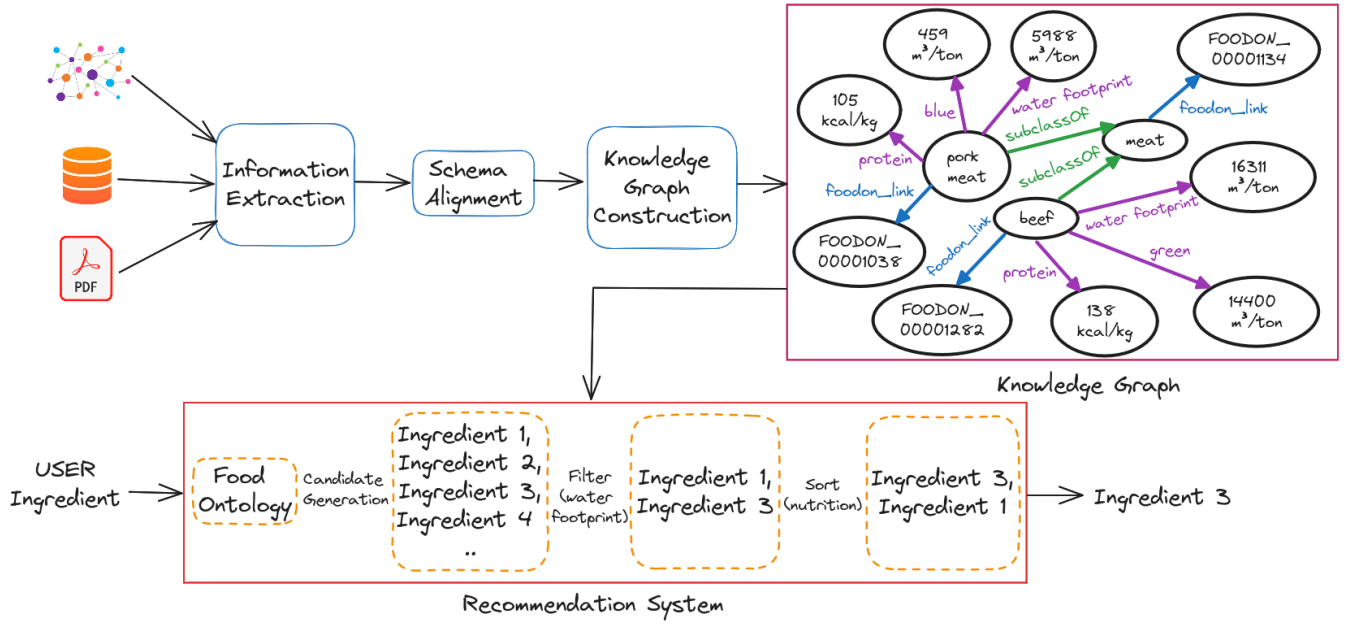 PDF
Information
Extraction
Schema
Alignment
Knowledge
Graph
Construction
459
m³/ton
5988
m³/ton
FOODON_
00001134
105
kcal/kg
blue
water footprint
foodon_link
subclassOf
meat
protein
pork
meat
subclassOf
16311
m³/ton
foodon_link
beef
water footprint
FOODON_
00001038
foodon_link
protein
green
FOODON_
00001282
138
kcal/kg
14400
m³/ton
Knowledge Graph
USER
Ingredient
Food
Ontology
Candidate
Generation
Ingredient 1,
Ingredient 2,
Ingredient 3,
Ingredient 4
..
Filter
(water
footprint)
Ingredient 1,
Ingredient 3
Sort
(nutrition)
Ingredient 3,
Ingredient 1
Ingredient 3
Recommendation System